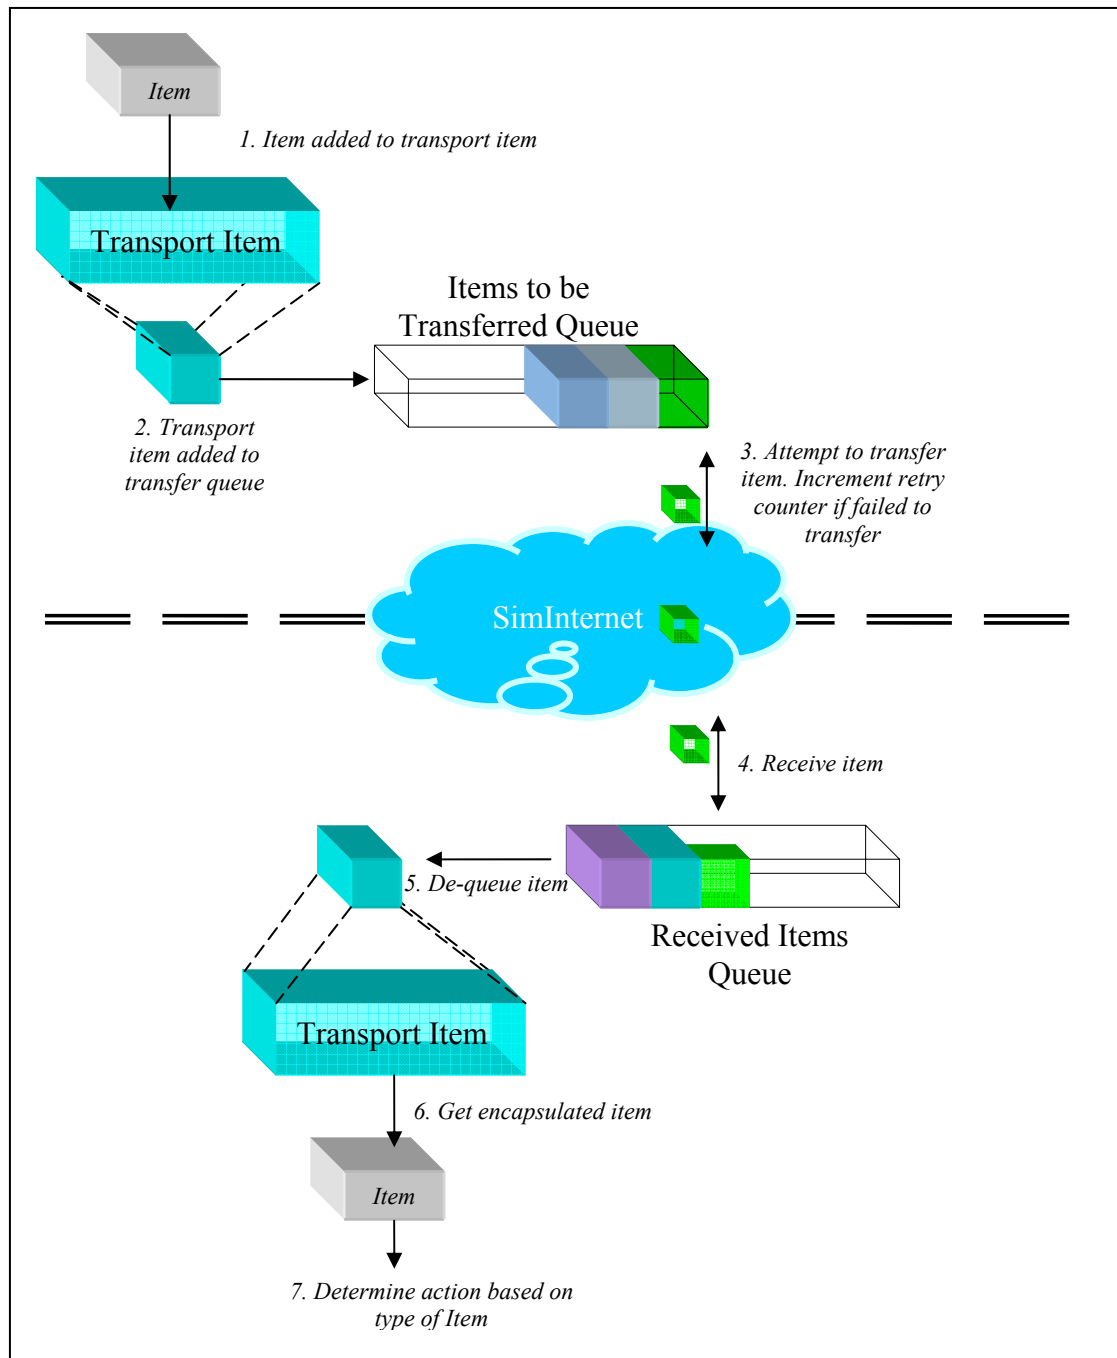 Item
1. Item added to transport item
Transport Item
Items to be
Transferred Queue
2. Transport
item added to
transfer queue
3. Attempt to transfer
item. Increment retry
counter if failed to
transfer
SimInternet
4. Receive item
5. De-queue item
Received Items
Queue
Transport Item
6. Get encapsulated item
Item
7. Determine action based on
type of Item